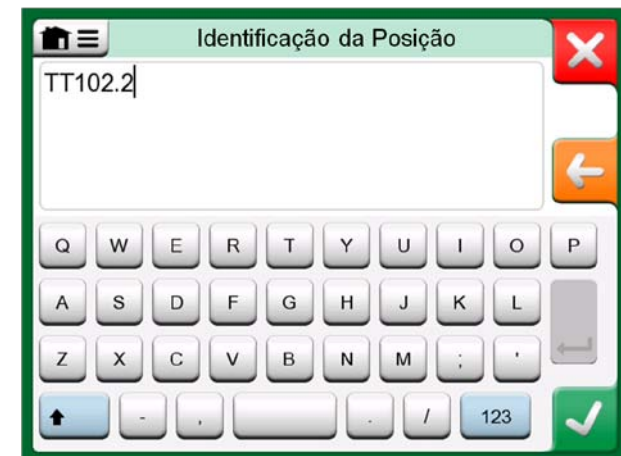 Identificação da Posição
TT102.2
Q W E R T Y U I O P
A S D F G H J K L
Z X C V B N M ; '
- , . / 123